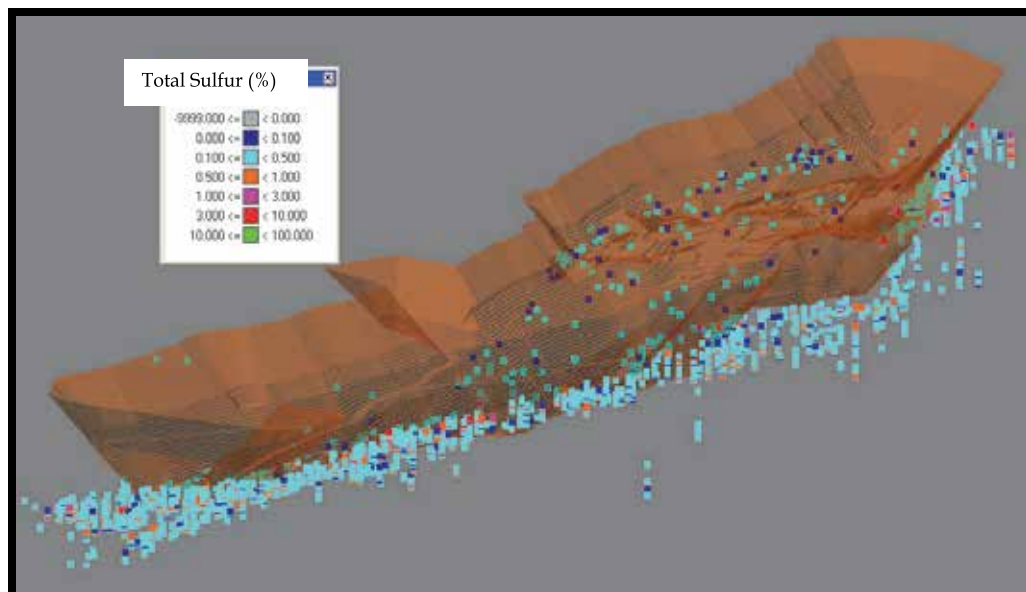 Total Sulfur (%)
-9999.000 <= < 0.000
0.000 <= < 0.100
0.100 <= < 0.500
0.500 <= < 1.000
1.000 <= < 3.000
3.000 <= < 10.000
10.000 <= < 100.000